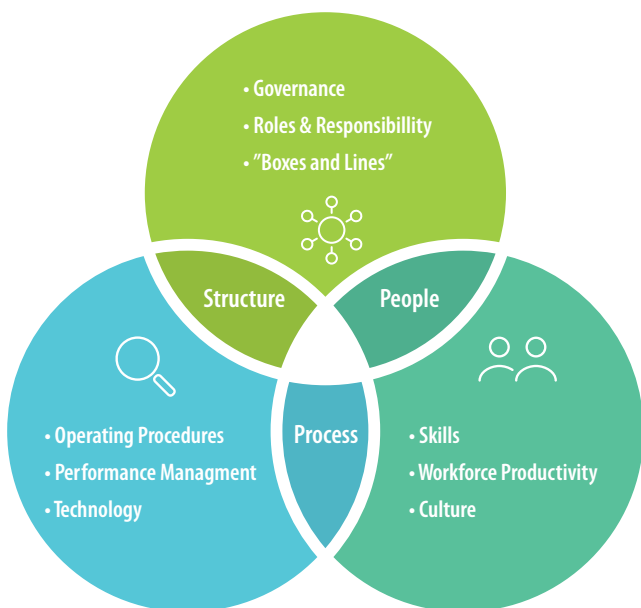 • Governance
• Roles & Responsibillity
• ”Boxes and Lines”
Structure
People
• Operating Procedures
• Performance Managment
• Technology
Process
• Skills
• Workforce Productivity
• Culture